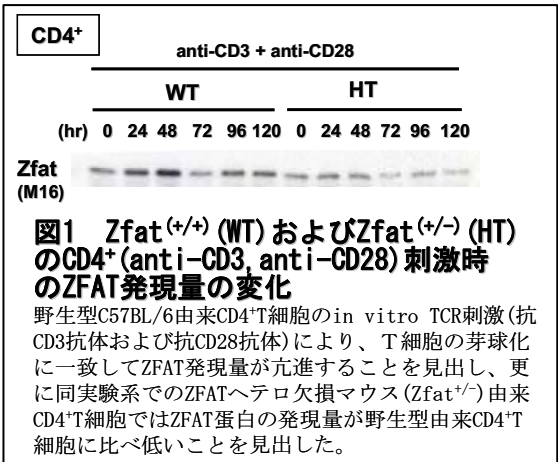 CD4⁺
anti-CD3 + anti-CD28
WT HT
(hr) 0 24 48 72 96 120 0 24 48 72 96 120
Zfat
(M16)
図1 Zfat⁽⁺/⁺⁾(WT)およびZfat⁽⁺/⁻⁾(HT)
のCD4⁺(anti-CD3,anti-CD28)刺激時
のZFAT発現量の変化
野生型C57BL/6由来CD4⁺T細胞のin vitro TCR刺激(抗
CD3抗体および抗CD28抗体)により、T細胞の芽球化
に一致してZFAT発現量が亢進することを見出し、更
に同実験系でのZFATヘテロ欠損マウス(Zfat⁺/⁻)由来
CD4⁺T細胞ではZFAT蛋白の発現量が野生型由来CD4⁺T
細胞に比べ低いことを見出した。